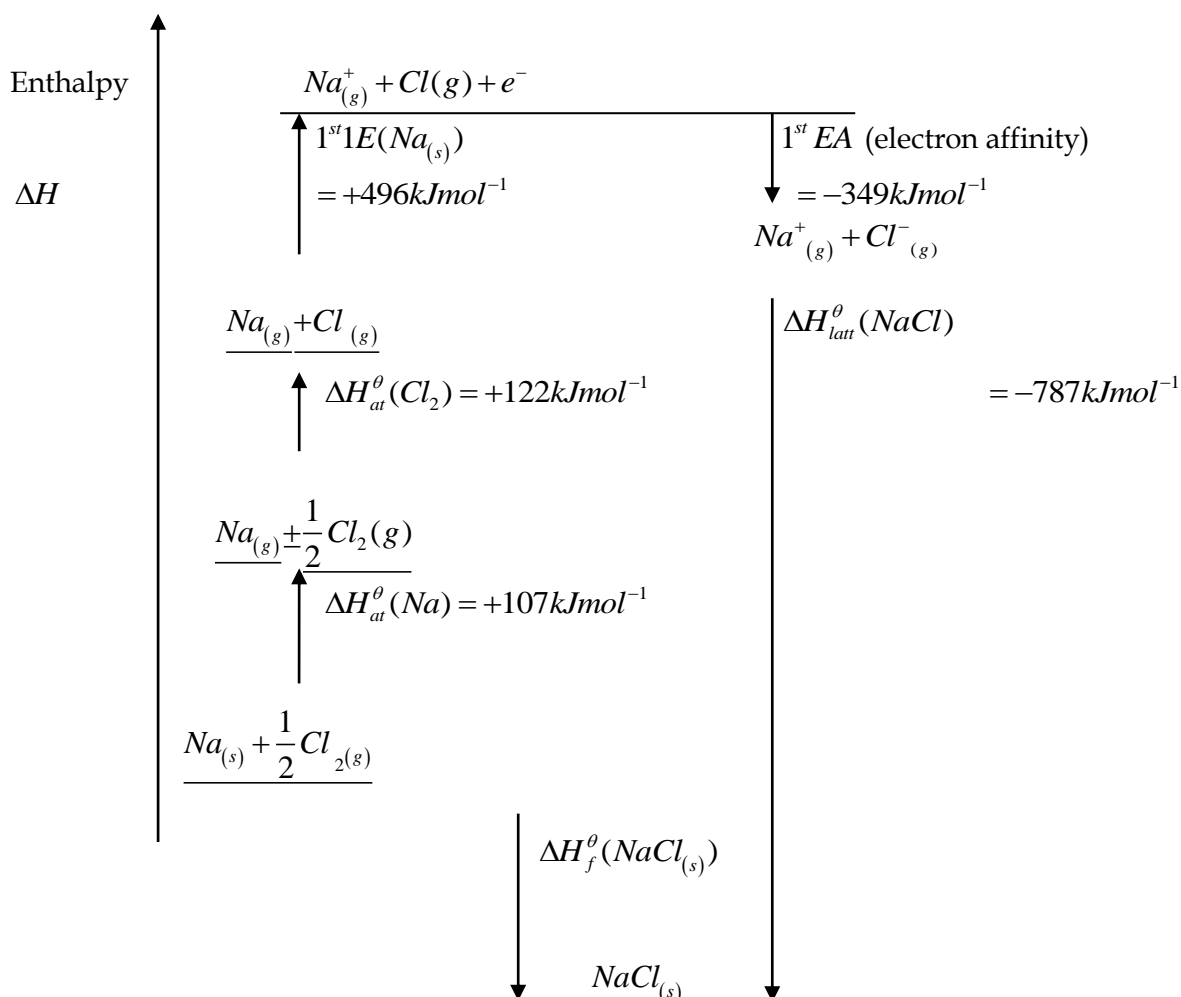 Enthalpy
Na⁺(g) + Cl(g) + e⁻
1ˢᵗ1E(Na(s))
= +496kJmol⁻¹
1ˢᵗ EA (electron affinity)
= −349kJmol⁻¹
ΔH
Na⁺(g) + Cl⁻(g)
Na(g) + Cl(g)
ΔHᶿlatt(NaCl)
= −787kJmol⁻¹
ΔHᶿat(Cl₂) = +122kJmol⁻¹
Na(g) + 1/2 Cl₂(g)
ΔHᶿat(Na) = +107kJmol⁻¹
Na(s) + 1/2 Cl₂(g)
ΔHᶿf(NaCl(s))
NaCl(s)